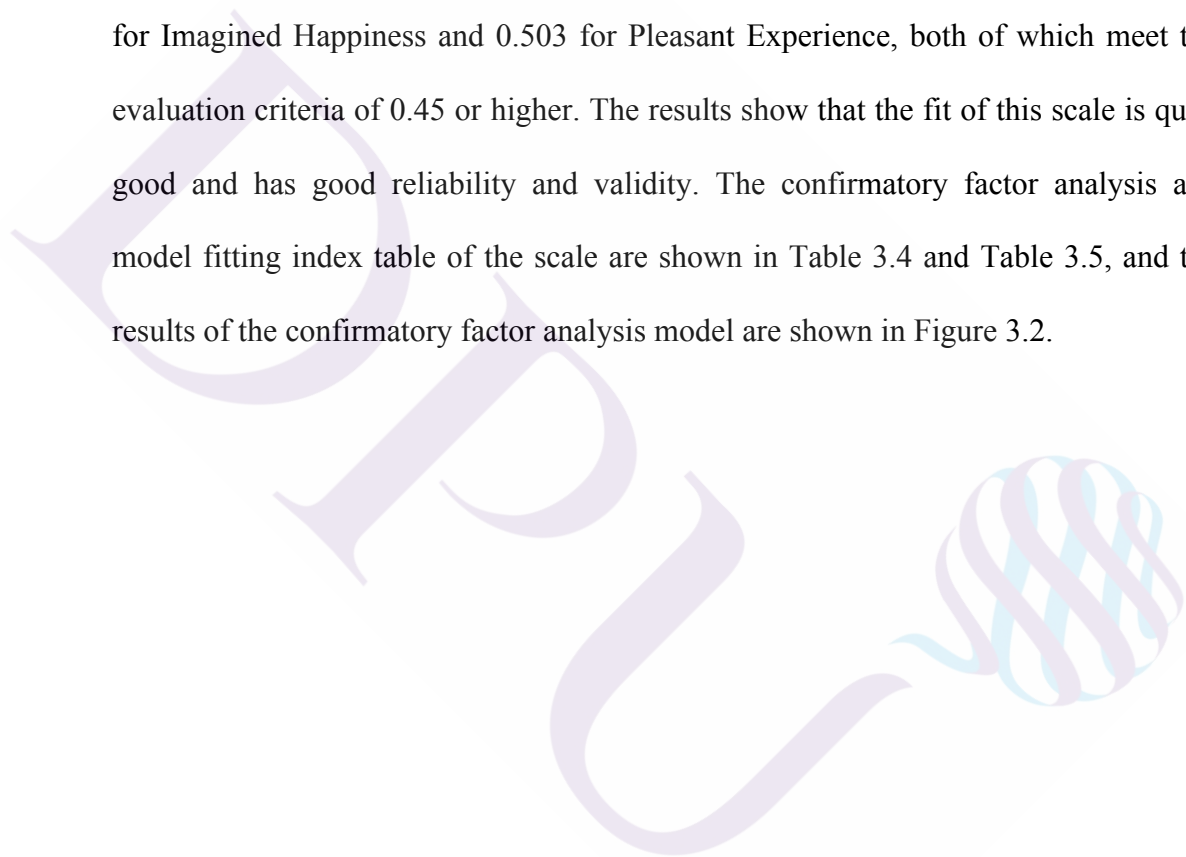 for Imagined Happiness and 0.503 for Pleasant Experience, both of which meet t
evaluation criteria of 0.45 or higher. The results show that the fit of this scale is qu
good and has good reliability and validity. The confirmatory factor analysis a
model fitting index table of the scale are shown in Table 3.4 and Table 3.5, and t
results of the confirmatory factor analysis model are shown in Figure 3.2.
DPU